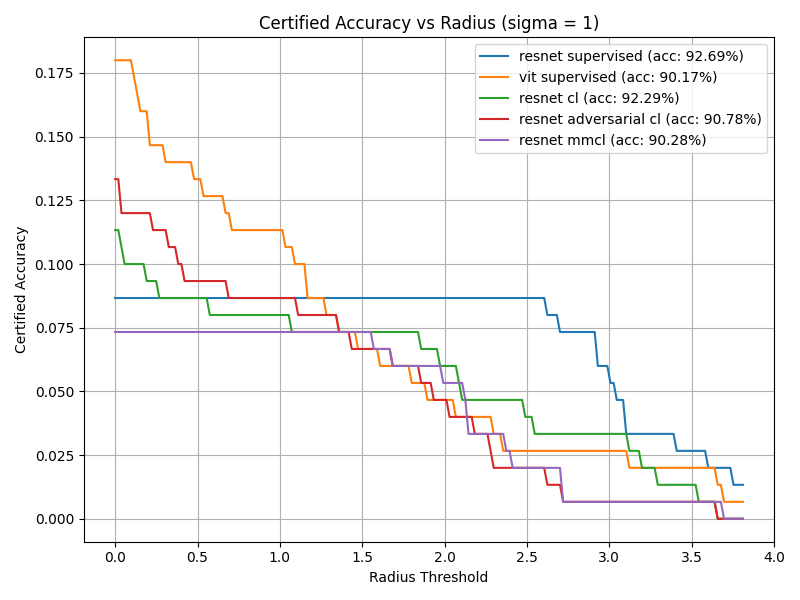 Certified Accuracy vs Radius (sigma = 1)
resnet supervised (acc: 92.69%)
vit supervised (acc: 90.17%)
resnet cl (acc: 92.29%)
resnet adversarial cl (acc: 90.78%)
resnet mmcl (acc: 90.28%)
Certified Accuracy
0.175
0.150
0.125
0.100
0.075
0.050
0.025
0.000
0.0 0.5 1.0 1.5 2.0 2.5 3.0 3.5 4.0
Radius Threshold